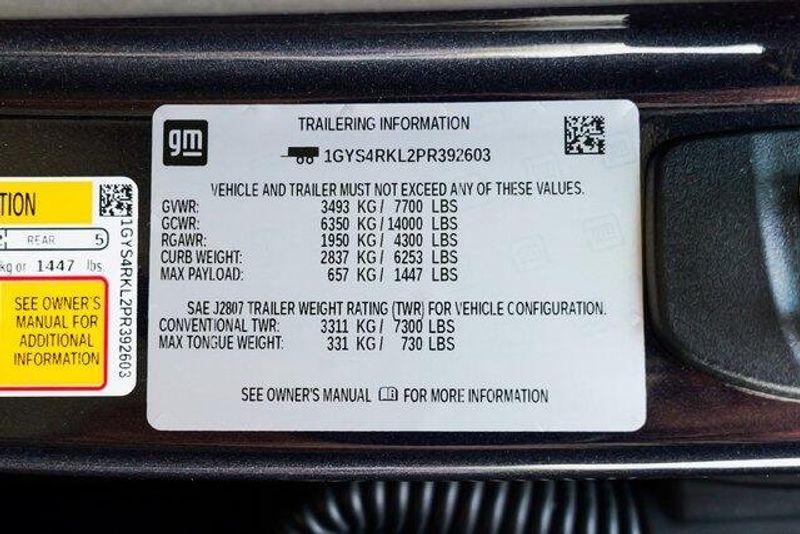 gm
TRAILERING INFORMATION
1GYS4RKL2PR392603
VEHICLE AND TRAILER MUST NOT EXCEED ANY OF THESE VALUES.
GVWR: 3493 KG / 7700 LBS
GCWR: 6350 KG / 14000 LBS
RGAWR: 1950 KG / 4300 LBS
CURB WEIGHT: 2837 KG / 6253 LBS
MAX PAYLOAD: 657 KG / 1447 LBS
SAE J2807 TRAILER WEIGHT RATING (TWR) FOR VEHICLE CONFIGURATION.
CONVENTIONAL TWR: 3311 KG / 7300 LBS
MAX TONGUE WEIGHT: 331 KG / 730 LBS
SEE OWNER'S MANUAL FOR MORE INFORMATION
REAR 5
kg or 1447 lbs
SEE OWNER'S
MANUAL FOR
ADDITIONAL
INFORMATION
1GYS4RKL2PR392603